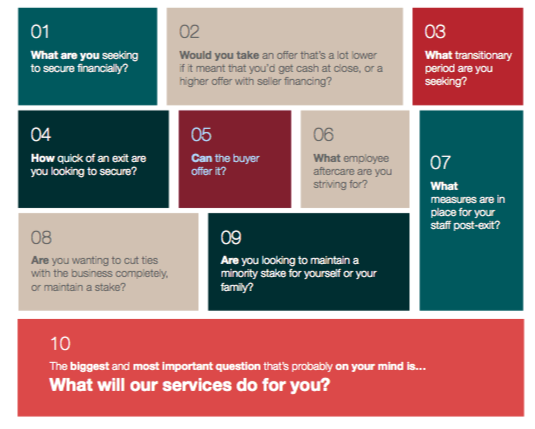 01
What are you seeking
to secure financially?
02
Would you take an offer that's a lot lower
if it meant that you'd get cash at close, or a
higher offer with seller financing?
03
What transitionary
period are you
seeking?
04
How quick of an exit are
you looking to secure?
05
Can the buyer
offer it?
06
What employee
aftercare are you
striving for?
07
What
measures are in
place for your
staff post-exit?
08
Are you wanting to cut ties
with the business completely,
or maintain a stake?
09
Are you looking to maintain a
minority stake for yourself or your
family?
10
The biggest and most important question that's probably on your mind is...
What will our services do for you?